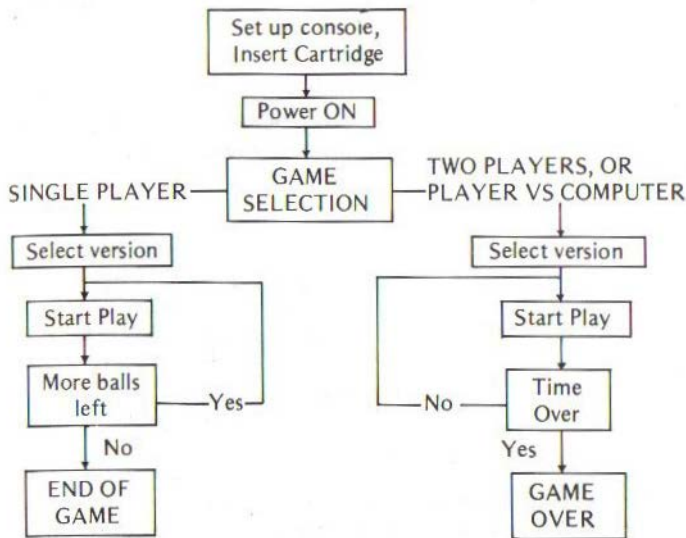 Set up console,
Insert Cartridge
Power ON
GAME
SELECTION
SINGLE PLAYER
TWO PLAYERS, OR
PLAYER VS COMPUTER
Select version
Start Play
More balls
left
Yes
No
END OF
GAME
Select version
Start Play
Time
Over
No
Yes
GAME
OVER